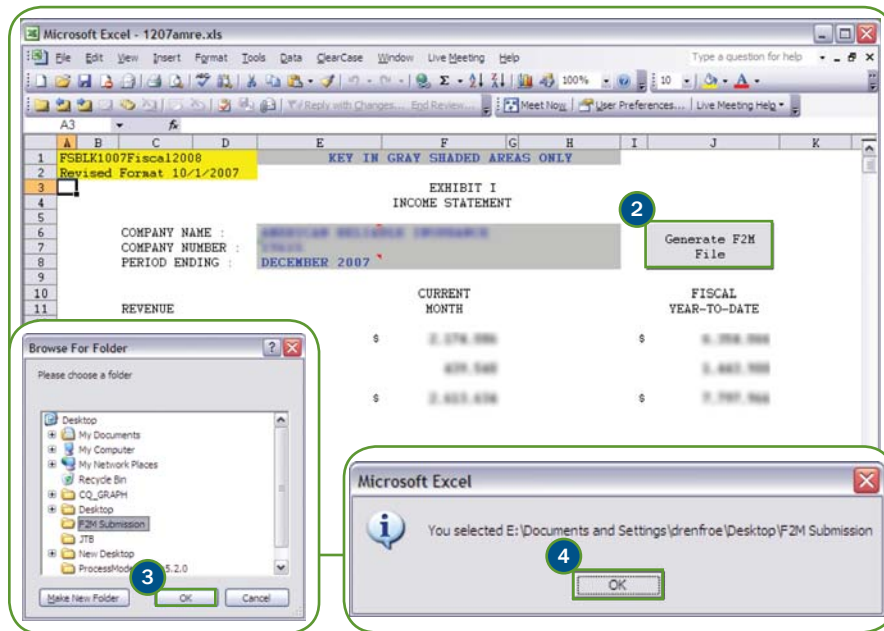 Microsoft Excel - 1207amre.xls
File Edit View Insert Format Tools Data ClearCase Window Live Meeting Help Type a question for help
100% 10 A
Reply with Changes... End Review... Meet Now User Preferences... Live Meeting Help
A3 fx
A B C D E F G H I J K
1 FSBLK1007Fiscal2008 KEY IN GRAY SHADED AREAS ONLY
2 Revised Format 10/1/2007
3 EXHIBIT I
4 INCOME STATEMENT
5
6 COMPANY NAME :
7 COMPANY NUMBER :
8 PERIOD ENDING : DECEMBER 2007
9
2
Generate F2M
File
10 CURRENT FISCAL
11 REVENUE MONTH YEAR-TO-DATE
$ $
$ $
Browse For Folder
Please choose a folder
Desktop
My Documents
My Computer
My Network Places
Recycle Bin
CQ_GRAPH
Desktop
F2M Submission
JTB
New Desktop
5.2.0
3
Make New Folder OK Cancel
Microsoft Excel
You selected E:\Documents and Settings\drenfroe\Desktop\F2M Submission
4
OK